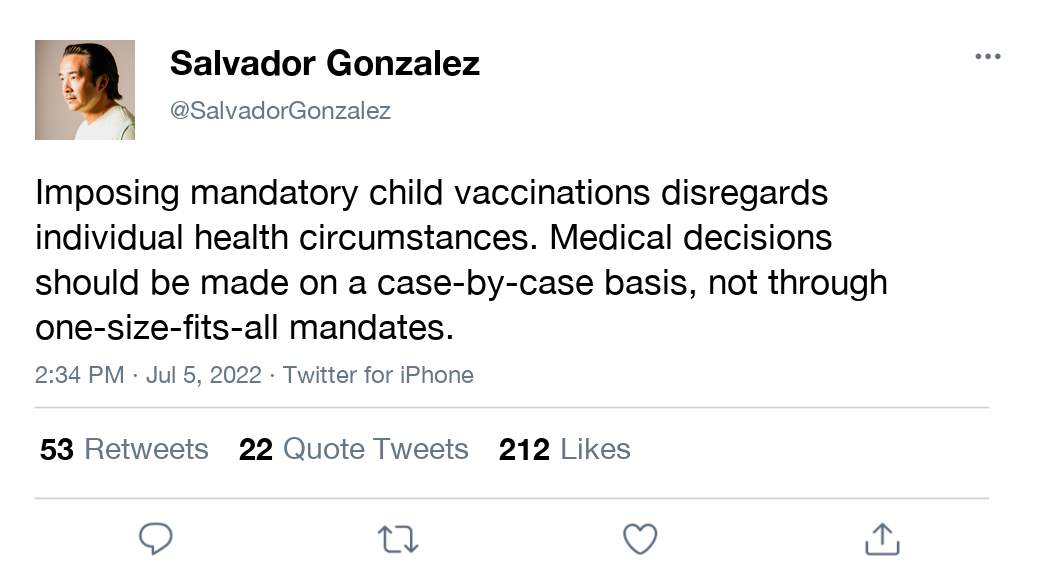 Salvador Gonzalez
@SalvadorGonzalez
Imposing mandatory child vaccinations disregards
individual health circumstances. Medical decisions
should be made on a case-by-case basis, not through
one-size-fits-all mandates.
2:34 PM · Jul 5, 2022 · Twitter for iPhone
53 Retweets 22 Quote Tweets 212 Likes